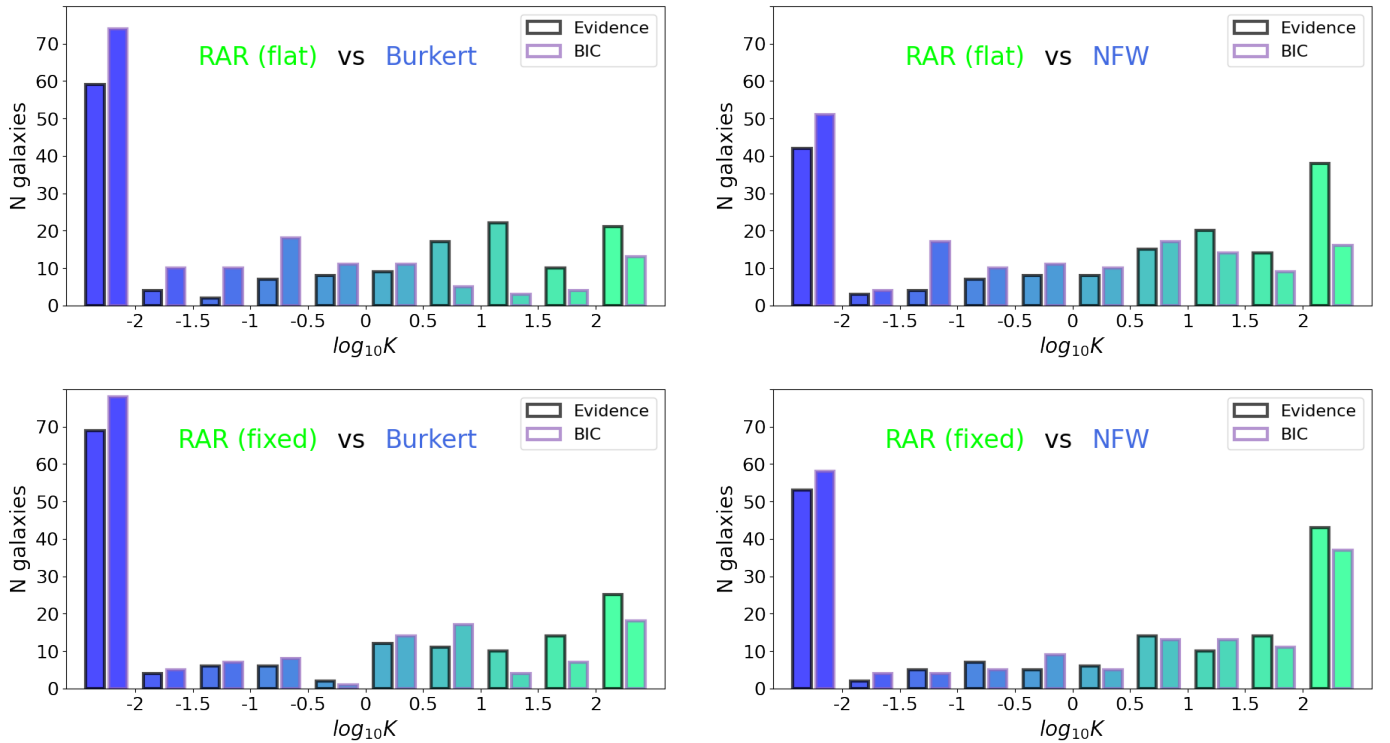 RAR (flat) vs Burkert
Evidence
BIC
N galaxies
70
60
50
40
30
20
10
0
-2 -1.5 -1 -0.5 0 0.5 1 1.5 2
log₁₀K
RAR (flat) vs NFW
Evidence
BIC
N galaxies
70
60
50
40
30
20
10
0
-2 -1.5 -1 -0.5 0 0.5 1 1.5 2
log₁₀K
RAR (fixed) vs Burkert
Evidence
BIC
N galaxies
70
60
50
40
30
20
10
0
-2 -1.5 -1 -0.5 0 0.5 1 1.5 2
log₁₀K
RAR (fixed) vs NFW
Evidence
BIC
N galaxies
70
60
50
40
30
20
10
0
-2 -1.5 -1 -0.5 0 0.5 1 1.5 2
log₁₀K